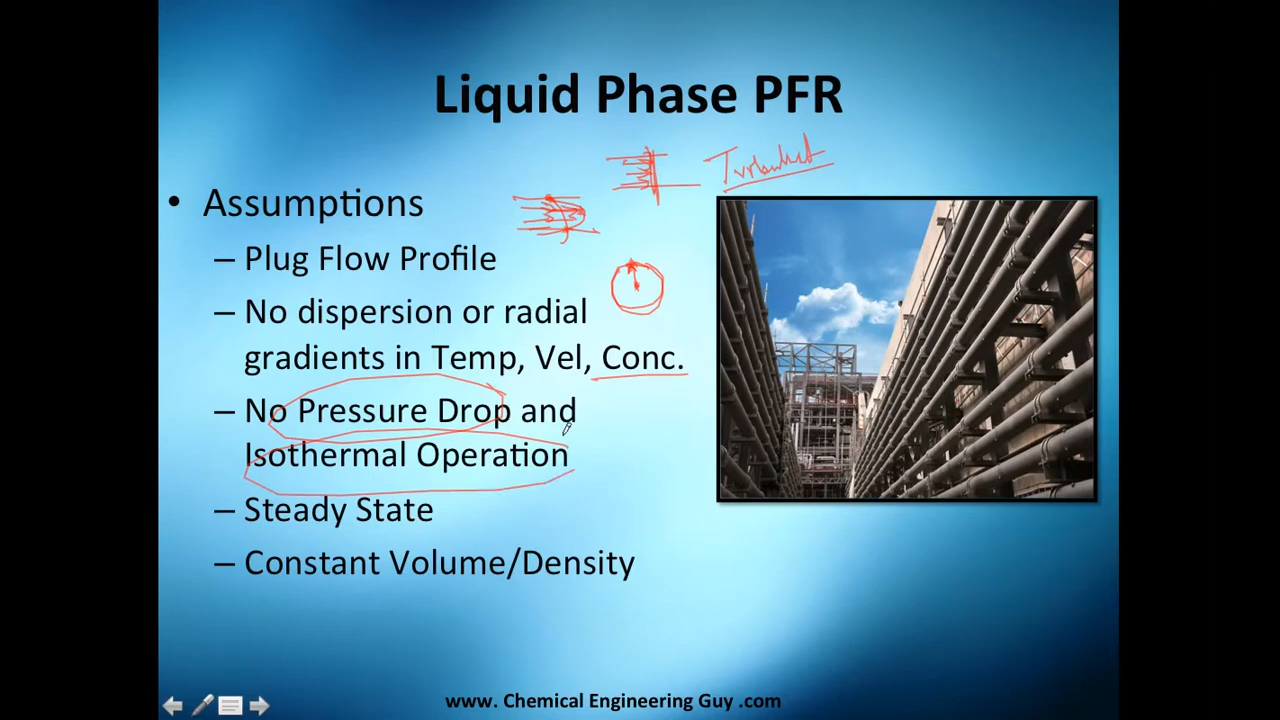 Liquid Phase PFR
Turbulent
• Assumptions
– Plug Flow Profile
– No dispersion or radial
gradients in Temp, Vel, Conc.
– No Pressure Drop and
Isothermal Operation
– Steady State
– Constant Volume/Density
www. Chemical Engineering Guy .com